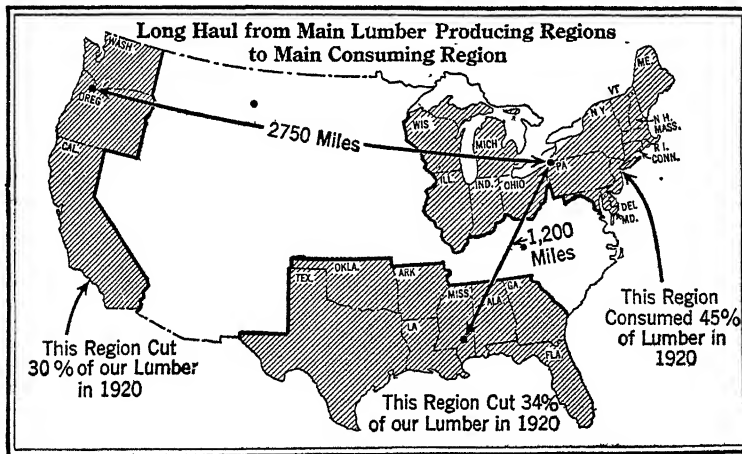 Long Haul from Main Lumber Producing Regions
to Main Consuming Region
WASH
OREG
CAL.
2750 Miles
WIS
MICH
ILL.
IND.
OHIO
PA
N.Y.
VT
ME.
N.H.
MASS.
R.I.
CONN.
DEL
MD.
1,200
Miles
TEX.
OKLA.
ARK
LA
MISS.
ALA.
GA.
FLA.
This Region Cut
30% of our Lumber
in 1920
This Region Cut 34%
of our Lumber in 1920
This Region
Consumed 45%
of Lumber in
1920